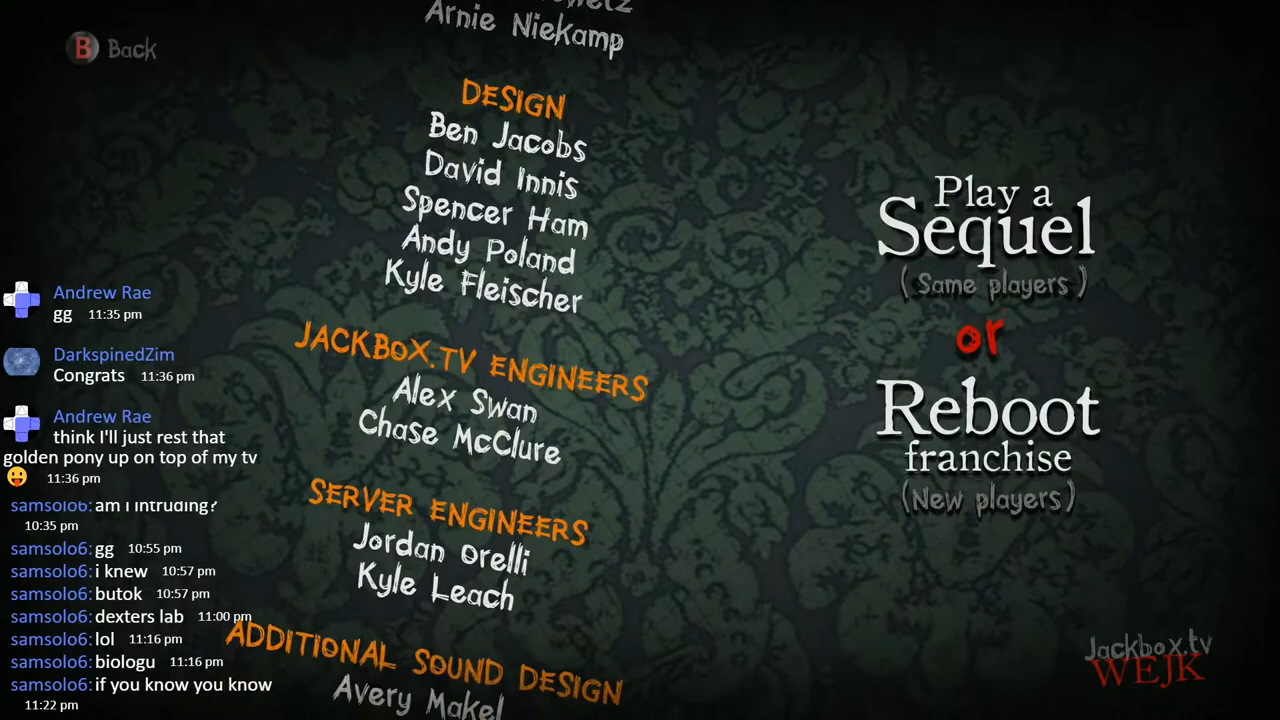 B Back
Arnie Niekamp
DESIGN
Ben Jacobs
David Innis
Spencer Ham
Andy Poland
Kyle Fleischer
JACKBOX.TV ENGINEERS
Alex Swan
Chase McClure
SERVER ENGINEERS
Jordan Orelli
Kyle Leach
ADDITIONAL SOUND DESIGN
Avery Makel
Play a
Sequel
(Same players)
or
Reboot
franchise
(New players)
Jackbox.tv
WEJK
Andrew Rae
gg 11:35 pm
DarkspinedZim
Congrats 11:36 pm
Andrew Rae
think I'll just rest that
golden pony up on top of my tv
11:36 pm
samsolo6: am i intruding?
10:35 pm
samsolo6: gg 10:55 pm
samsolo6: i knew 10:57 pm
samsolo6: butok 10:57 pm
samsolo6: dexters lab 11:00 pm
samsolo6: lol 11:16 pm
samsolo6: biologu 11:16 pm
samsolo6: if you know you know
11:22 pm